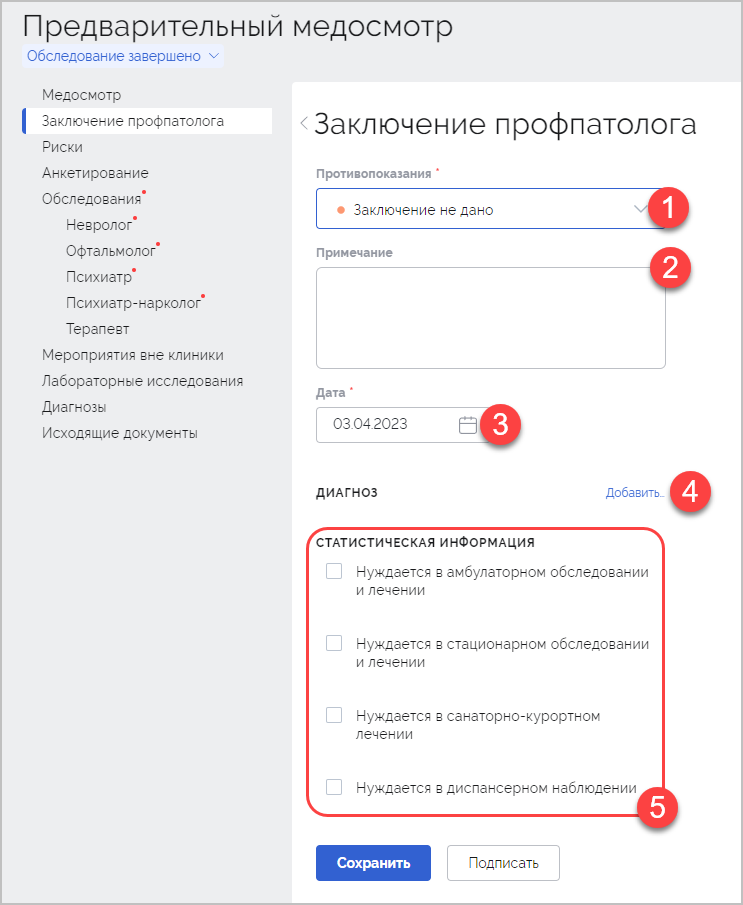 Предварительный медосмотр
Обследование завершено
Медосмотр
Заключение профпатолога
Риски
Анкетирование
Обследования
Невролог
Офтальмолог
Психиатр
Психиатр-нарколог
Терапевт
Мероприятия вне клиники
Лабораторные исследования
Диагнозы
Исходящие документы
Заключение профпатолога
Противопоказания *
Заключение не дано
1
Примечание
2
Дата *
03.04.2023
3
ДИАГНОЗ
Добавить...
4
СТАТИСТИЧЕСКАЯ ИНФОРМАЦИЯ
Нуждается в амбулаторном обследовании
и лечении
Нуждается в стационарном обследовании
и лечении
Нуждается в санаторно-курортном
лечении
Нуждается в диспансерном наблюдении
5
Сохранить
Подписать